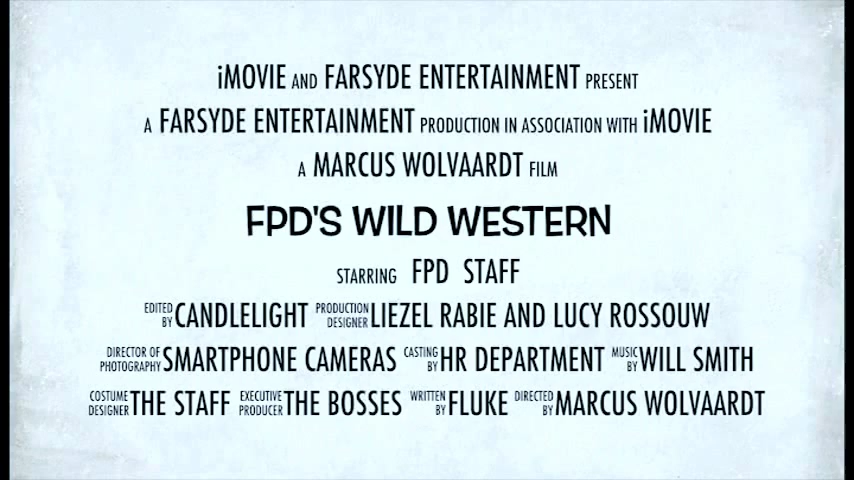 iMOVIE AND FARSYDE ENTERTAINMENT PRESENT
A FARSYDE ENTERTAINMENT PRODUCTION IN ASSOCIATION WITH iMOVIE
A MARCUS WOLVAARDT FILM
FPD'S WILD WESTERN
STARRING FPD STAFF
EDITED BY CANDLELIGHT PRODUCTION DESIGNER LIEZEL RABIE AND LUCY ROSSOUW
DIRECTOR OF PHOTOGRAPHY SMARTPHONE CAMERAS CASTING BY HR DEPARTMENT MUSIC BY WILL SMITH
COSTUME DESIGNER THE STAFF EXECUTIVE PRODUCER THE BOSSES WRITTEN BY FLUKE DIRECTED BY MARCUS WOLVAARDT